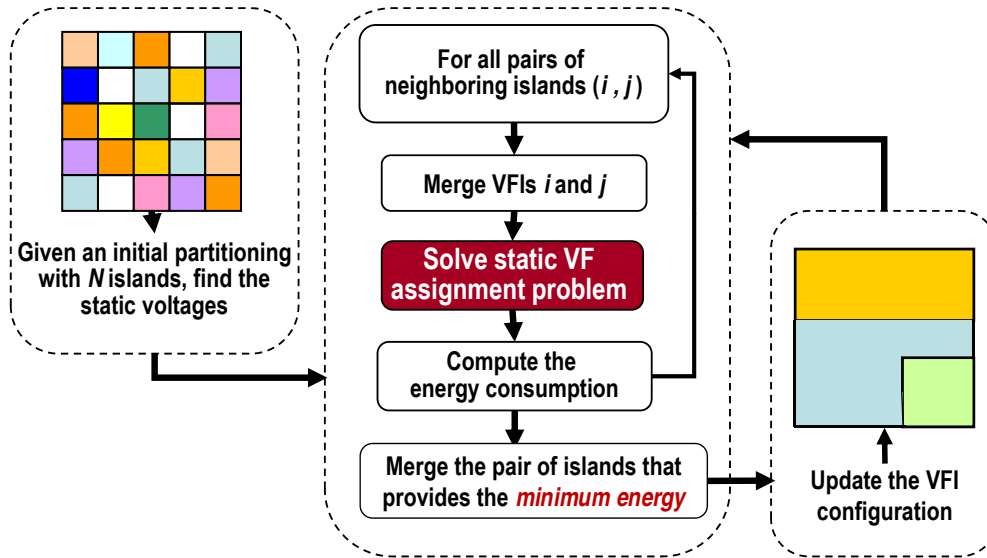 Given an initial partitioning
with N islands, find the
static voltages
For all pairs of
neighboring islands (i , j )
Merge VFIs i and j
Solve static VF
assignment problem
Compute the
energy consumption
Merge the pair of islands that
provides the minimum energy
Update the VFI
configuration